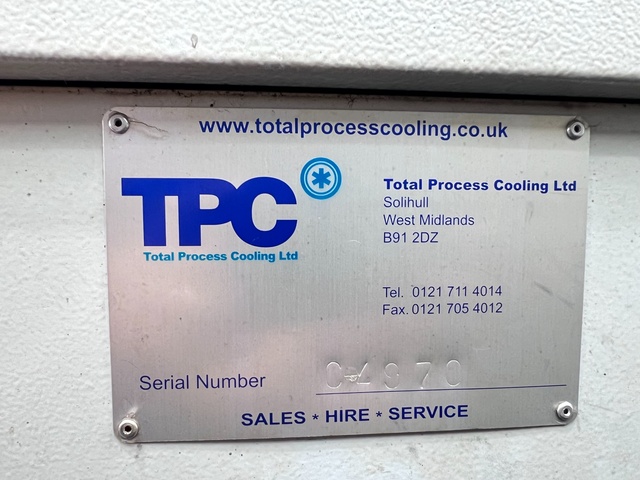 www.totalprocesscooling.co.uk
TPC
Total Process Cooling Ltd
Total Process Cooling Ltd
Solihull
West Midlands
B91 2DZ
Tel. 0121 711 4014
Fax. 0121 705 4012
Serial Number
SALES * HIRE * SERVICE